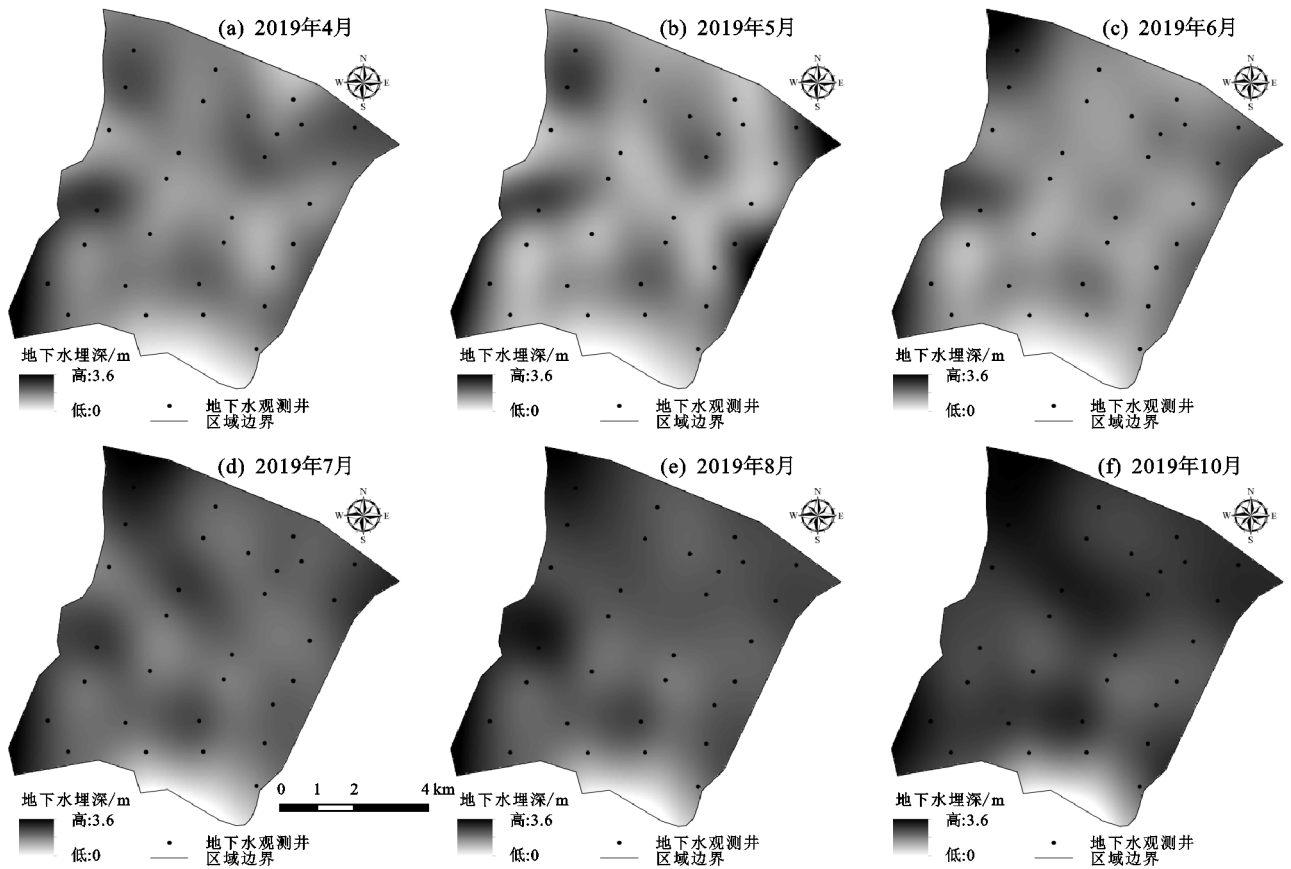 (a) 2019年4月
N
W
E
S
地下水埋深/m
高:3.6
低:0
地下水观测井
区域边界
(b) 2019年5月
N
W
E
S
地下水埋深/m
高:3.6
低:0
地下水观测井
区域边界
(c) 2019年6月
N
W
E
S
地下水埋深/m
高:3.6
低:0
地下水观测井
区域边界
(d) 2019年7月
N
W
E
S
地下水埋深/m
高:3.6
低:0
地下水观测井
区域边界
0 1 2 4 km
(e) 2019年8月
N
W
E
S
地下水埋深/m
高:3.6
低:0
地下水观测井
区域边界
(f) 2019年10月
N
W
E
S
地下水埋深/m
高:3.6
低:0
地下水观测井
区域边界